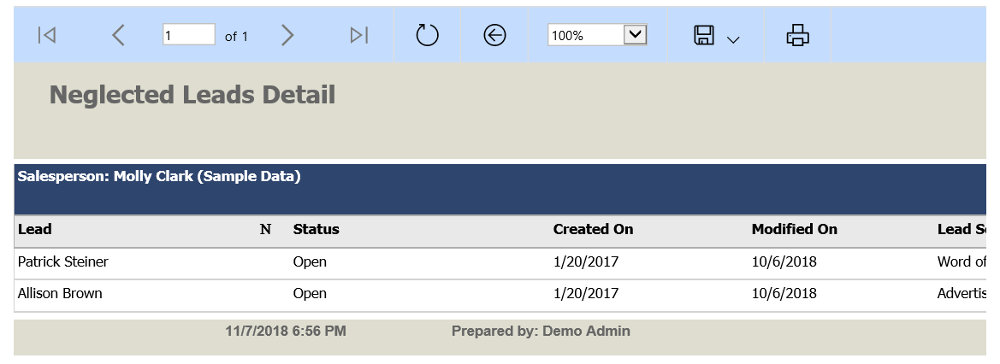 1 of 1 100%
Neglected Leads Detail
Salesperson: Molly Clark (Sample Data)
Lead N Status Created On Modified On Lead
Patrick Steiner Open 1/20/2017 10/6/2018 Word of
Allison Brown Open 1/20/2017 10/6/2018 Advertis
11/7/2018 6:56 PM Prepared by: Demo Admin